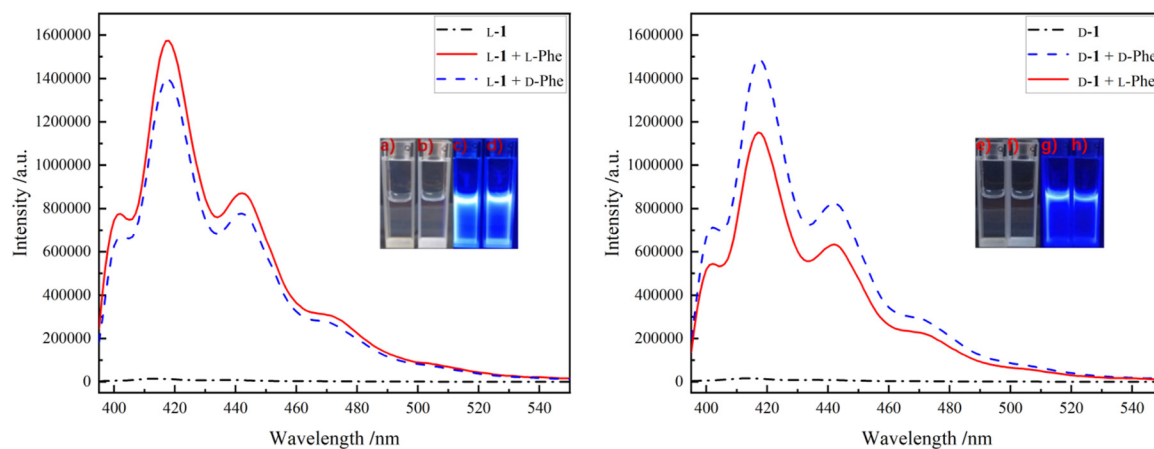 1600000
1400000
1200000
1000000
800000
600000
400000
200000
0
Intensity /a.u.
400 420 440 460 480 500 520 540
Wavelength /nm
L-1
L-1 + L-Phe
L-1 + D-Phe
a) b) c) d)
1600000
1400000
1200000
1000000
800000
600000
400000
200000
0
Intensity /a.u.
400 420 440 460 480 500 520 540
Wavelength /nm
D-1
D-1 + D-Phe
D-1 + L-Phe
e) f) g) h)